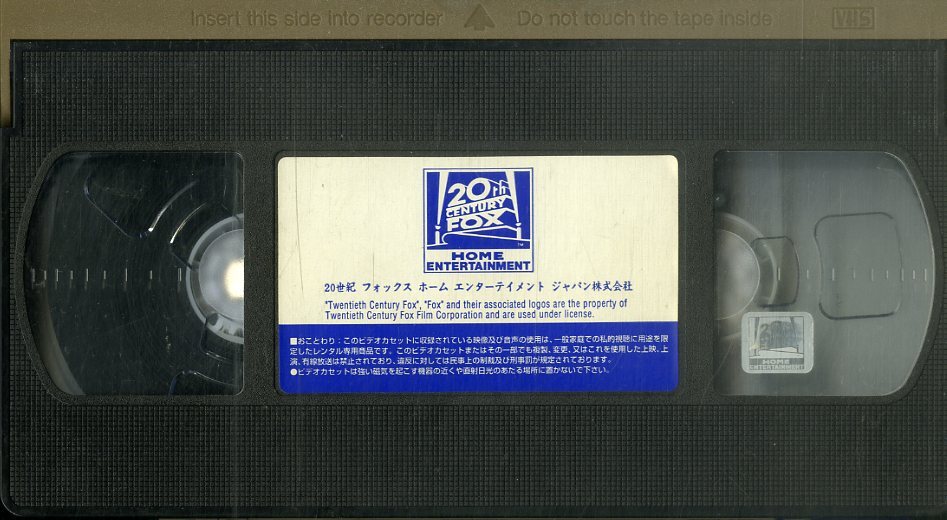 Insert this side into recorder Do not touch the tape inside VHS
20TH
CENTURY
FOX
TM
HOME
ENTERTAINMENT
20世紀 フォックス ホーム エンターテイメント ジャパン株式会社
"Twentieth Century Fox", "Fox" and their associated logos are the property of
Twentieth Century Fox Film Corporation and are used under license.
■おことわり:このビデオカセットに収録されている映像及び音声の使用は、一般家庭での私的視聴に用途を限
定したレンタル専用商品です。このビデオカセットまたはその一部でも複製、変更、又はこれを使用した上映、上
演、有線放送は禁止されており、違反に対しては民事上の制裁及び刑事罰が規定されております。
●ビデオカセットは強い磁気を起こす機器の近くや直射日光のあたる場所に置かないで下さい。
20TH
CENTURY
FOX
HOME
ENTERTAINMENT